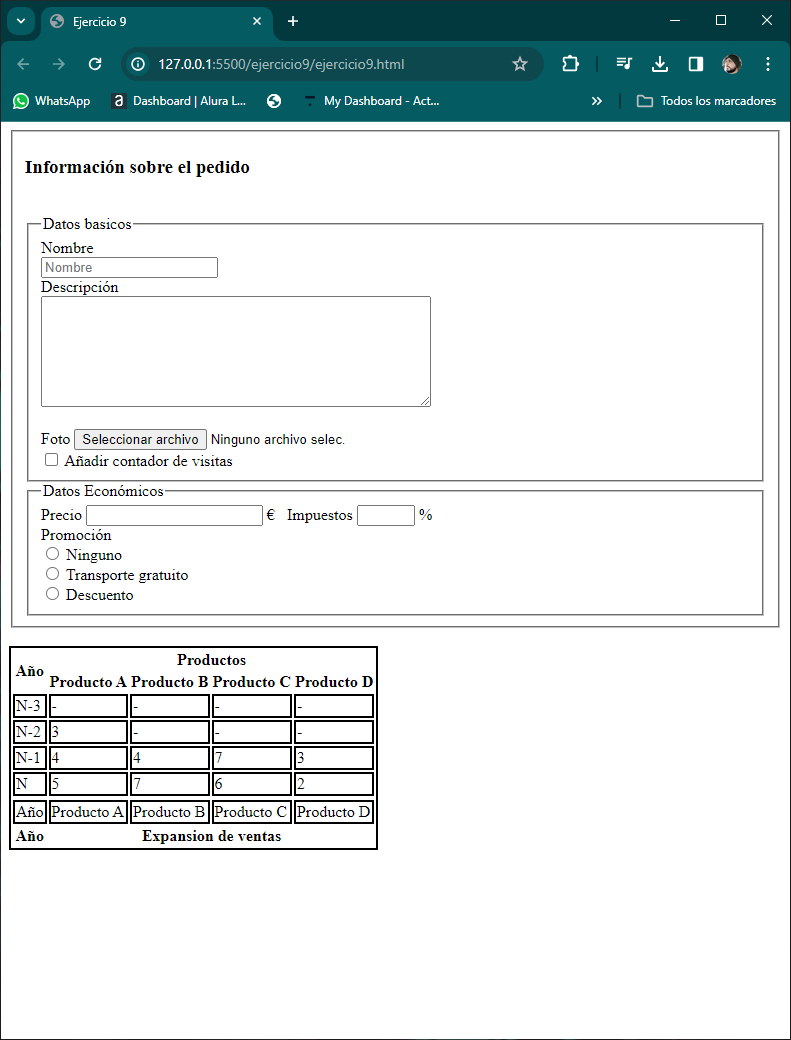 Ejercicio 9
127.0.0.1:5500/ejercicio9/ejercicio9.html
WhatsApp a Dashboard | Alura L... My Dashboard - Act... » Todos los marcadores
Información sobre el pedido
Datos basicos
Nombre
Nombre
Descripción
Foto Seleccionar archivo Ninguno archivo selec.
Añadir contador de visitas
Datos Económicos
Precio € Impuestos %
Promoción
Ninguno
Transporte gratuito
Descuento
Año Productos
Producto A Producto B Producto C Producto D
N-3 - - - -
N-2 3 - - -
N-1 4 4 7 3
N 5 7 6 2
Año Producto A Producto B Producto C Producto D
Año Expansion de ventas